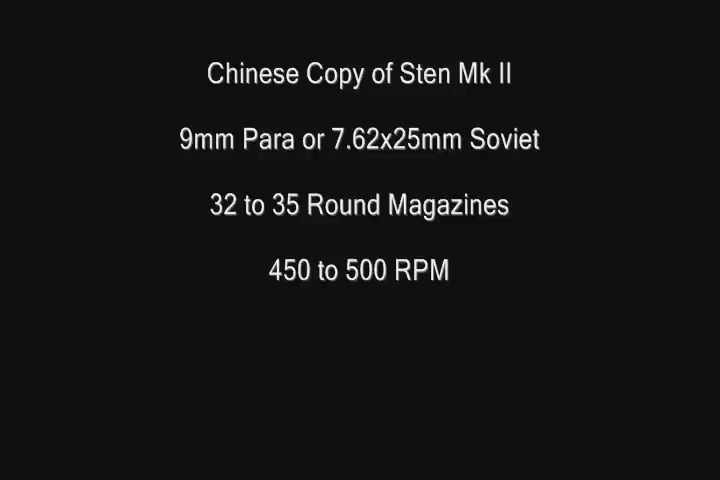 Chinese Copy of Sten Mk II
9mm Para or 7.62x25mm Soviet
32 to 35 Round Magazines
450 to 500 RPM